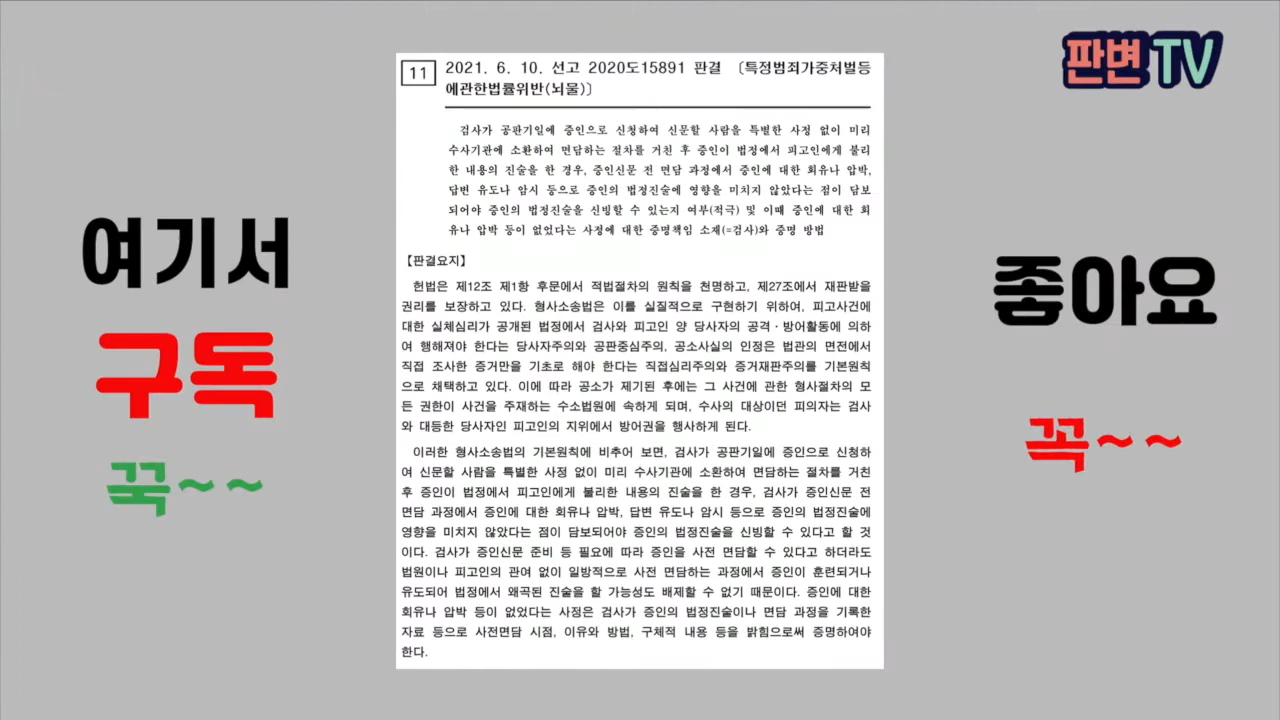 판변 TV
여기서
구독
꾹~~
11
2021. 6. 10. 선고 2020도15891 판결 〔특정범죄가중처벌등
에관한법률위반(뇌물)〕
검사가 공판기일에 증인으로 신청하여 신문할 사람을 특별한 사정 없이 미리
수사기관에 소환하여 면담하는 절차를 거친 후 증인이 법정에서 피고인에게 불리
한 내용의 진술을 한 경우, 증인신문 전 면담 과정에서 증인에 대한 회유나 압박,
답변 유도나 암시 등으로 증인의 법정진술에 영향을 미치지 않았다는 점이 담보
되어야 증인의 법정진술을 신빙할 수 있는지 여부(적극) 및 이때 증인에 대한 회
유나 압박 등이 없었다는 사정에 대한 증명책임 소재(=검사)와 증명 방법
【판결요지】
헌법은 제12조 제1항 후문에서 적법절차의 원칙을 천명하고, 제27조에서 재판받을
권리를 보장하고 있다. 형사소송법은 이를 실질적으로 구현하기 위하여, 피고사건에
대한 실체심리가 공개된 법정에서 검사와 피고인 양 당사자의 공격·방어활동에 의하
여 행해져야 한다는 당사자주의와 공판중심주의, 공소사실의 인정은 법관의 면전에서
직접 조사한 증거만을 기초로 해야 한다는 직접심리주의와 증거재판주의를 기본원칙
으로 채택하고 있다. 이에 따라 공소가 제기된 후에는 그 사건에 관한 형사절차의 모
든 권한이 사건을 주재하는 수소법원에 속하게 되며, 수사의 대상이던 피의자는 검사
와 대등한 당사자인 피고인의 지위에서 방어권을 행사하게 된다.
이러한 형사소송법의 기본원칙에 비추어 보면, 검사가 공판기일에 증인으로 신청하
여 신문할 사람을 특별한 사정 없이 미리 수사기관에 소환하여 면담하는 절차를 거친
후 증인이 법정에서 피고인에게 불리한 내용의 진술을 한 경우, 검사가 증인신문 전
면담 과정에서 증인에 대한 회유나 압박, 답변 유도나 암시 등으로 증인의 법정진술에
영향을 미치지 않았다는 점이 담보되어야 증인의 법정진술을 신빙할 수 있다고 할 것
이다. 검사가 증인신문 준비 등 필요에 따라 증인을 사전 면담할 수 있다고 하더라도
법원이나 피고인의 관여 없이 일방적으로 사전 면담하는 과정에서 증인이 훈련되거나
유도되어 법정에서 왜곡된 진술을 할 가능성도 배제할 수 없기 때문이다. 증인에 대한
회유나 압박 등이 없었다는 사정은 검사가 증인의 법정진술이나 면담 과정을 기록한
자료 등으로 사전면담 시점, 이유와 방법, 구체적 내용 등을 밝힘으로써 증명하여야
한다.
좋아요
꼭~~